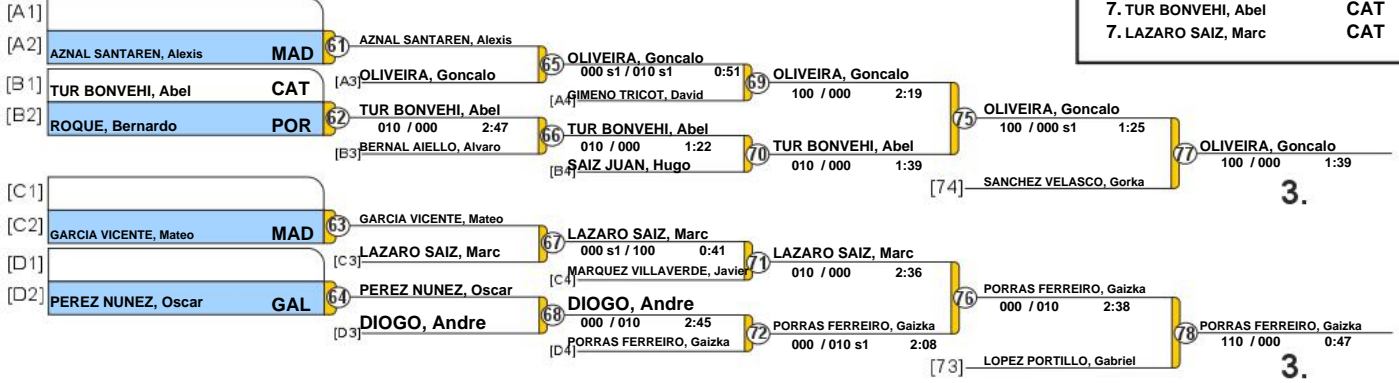 7. TUR BONVEHI, Abel CAT
7. LAZARO SAIZ, Marc CAT
[A1]
[A2] AZNAL SANTAREN, Alexis MAD
61 AZNAL SANTAREN, Alexis
[A3] OLIVEIRA, Goncalo
65 OLIVEIRA, Goncalo
000 s1 / 010 s1 0:51
[A4] GIMENO TRICOT, David
69 OLIVEIRA, Goncalo
100 / 000 2:19
[B1] TUR BONVEHI, Abel CAT
[B2] ROQUE, Bernardo POR
62 TUR BONVEHI, Abel
010 / 000 2:47
[B3] BERNAL AIELLO, Alvaro
66 TUR BONVEHI, Abel
010 / 000 1:22
[B4] SAIZ JUAN, Hugo
70 TUR BONVEHI, Abel
010 / 000 1:39
75 OLIVEIRA, Goncalo
100 / 000 s1 1:25
[74] SANCHEZ VELASCO, Gorka
77 OLIVEIRA, Goncalo
100 / 000 1:39
3.
[C1]
[C2] GARCIA VICENTE, Mateo MAD
63 GARCIA VICENTE, Mateo
[C3] LAZARO SAIZ, Marc
67 LAZARO SAIZ, Marc
000 s1 / 100 0:41
[C4] MARQUEZ VILLAVERDE, Javier
71 LAZARO SAIZ, Marc
010 / 000 2:36
[D1]
[D2] PEREZ NUNEZ, Oscar GAL
64 PEREZ NUNEZ, Oscar
[D3] DIOGO, Andre
68 DIOGO, Andre
000 / 010 2:45
[D4] PORRAS FERREIRO, Gaizka
72 PORRAS FERREIRO, Gaizka
000 / 010 s1 2:08
76 PORRAS FERREIRO, Gaizka
000 / 010 2:38
[73] LOPEZ PORTILLO, Gabriel
78 PORRAS FERREIRO, Gaizka
110 / 000 0:47
3.